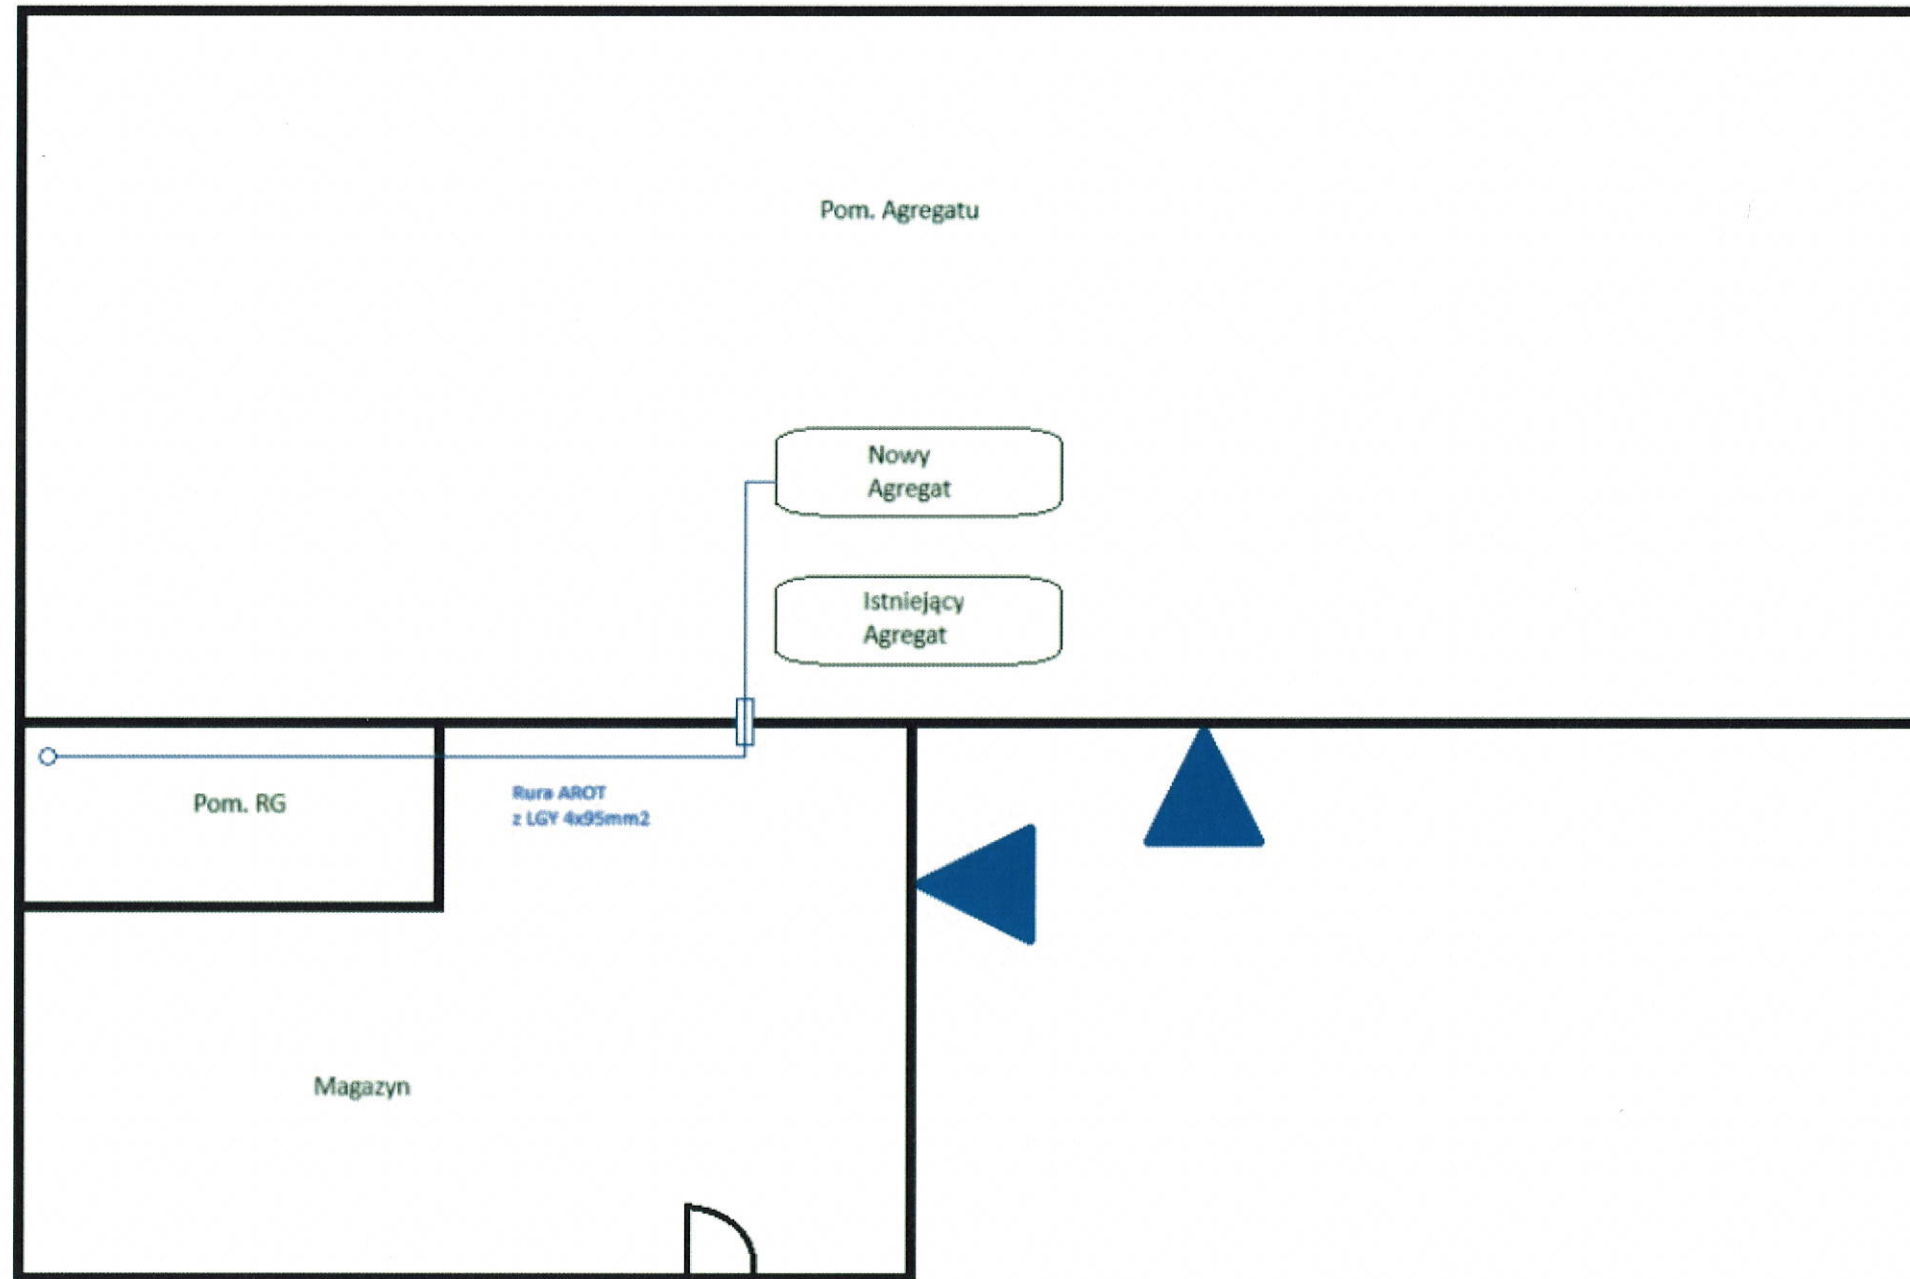 Pom. Agregatu
Nowy
Agregat
Istniejący
Agregat
Pom. RG
Rura AROT
z LGY 4x95mm2
Magazyn